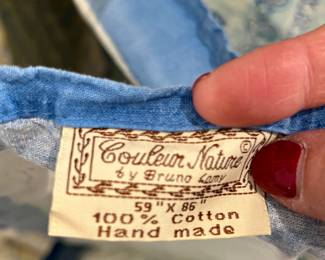 Couleur Nature ©
by Bruno Lamy
59" X 86"
100% Cotton
Hand made